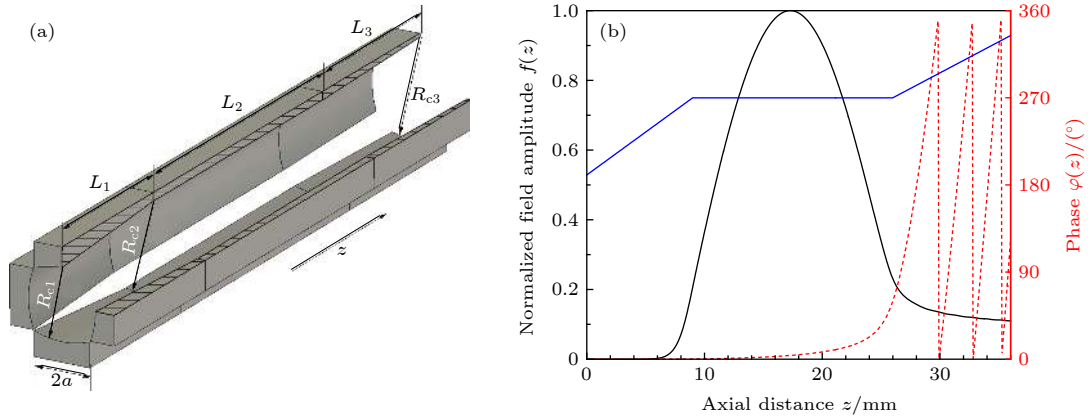 (a)
L3
L2
L1
Rc3
Rc2
Rc1
z
2a
(b)
Normalized field amplitude f(z)
1.0
0.8
0.6
0.4
0.2
0
0
10
20
30
Axial distance z/mm
360
270
180
90
0
Phase φ(z)/(°)